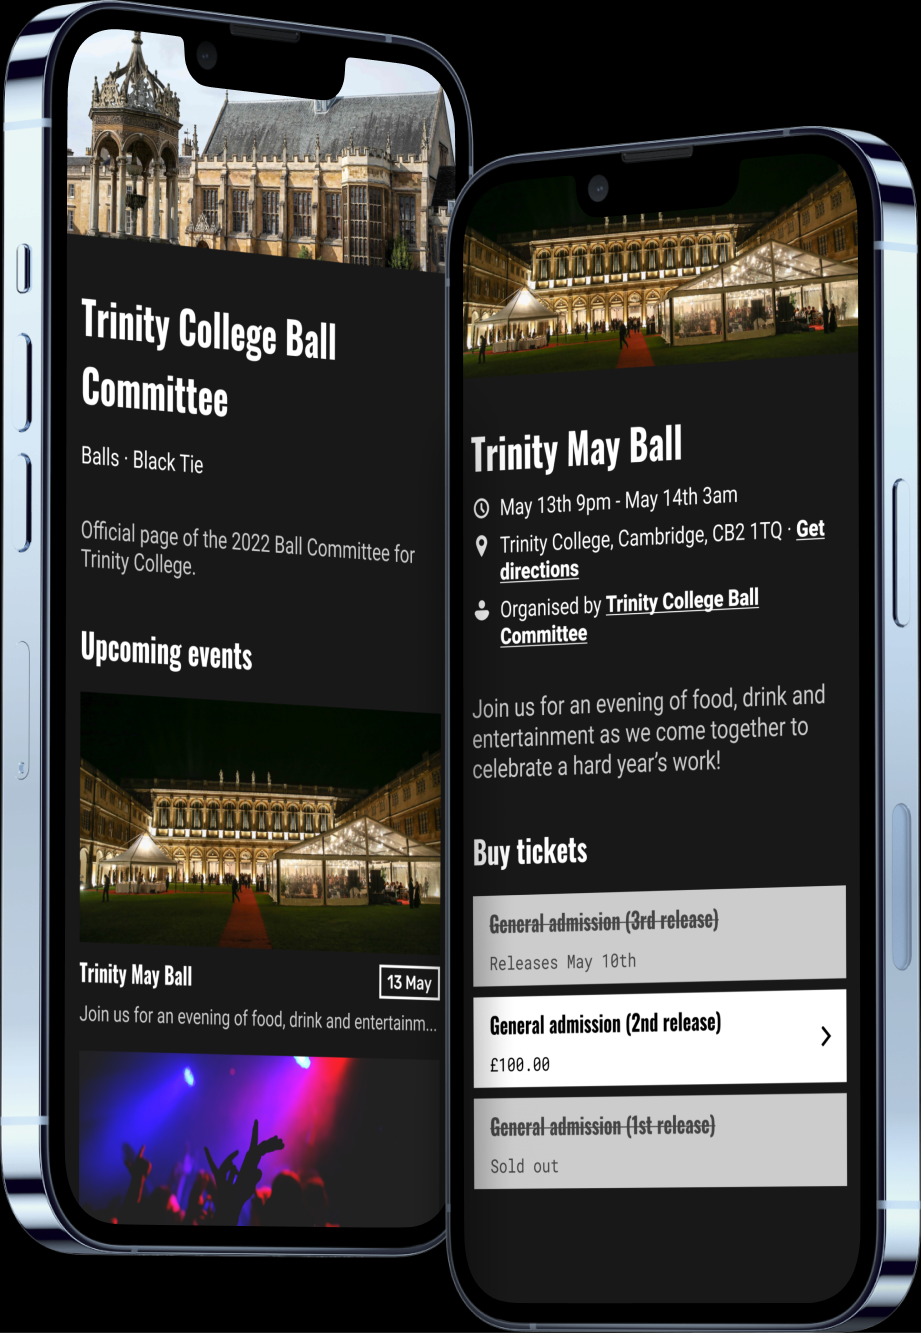 Trinity College Ball
Committee
Balls · Black Tie
Official page of the 2022 Ball Committee for
Trinity College.
Upcoming events
Trinity May Ball
13 May
Join us for an evening of food, drink and entertainm...
Trinity May Ball
May 13th 9pm - May 14th 3am
Trinity College, Cambridge, CB2 1TQ · Get
directions
Organised by Trinity College Ball
Committee
Join us for an evening of food, drink and
entertainment as we come together to
celebrate a hard year’s work!
Buy tickets
General admission (3rd release)
Releases May 10th
General admission (2nd release)
£100.00
General admission (1st release)
Sold out